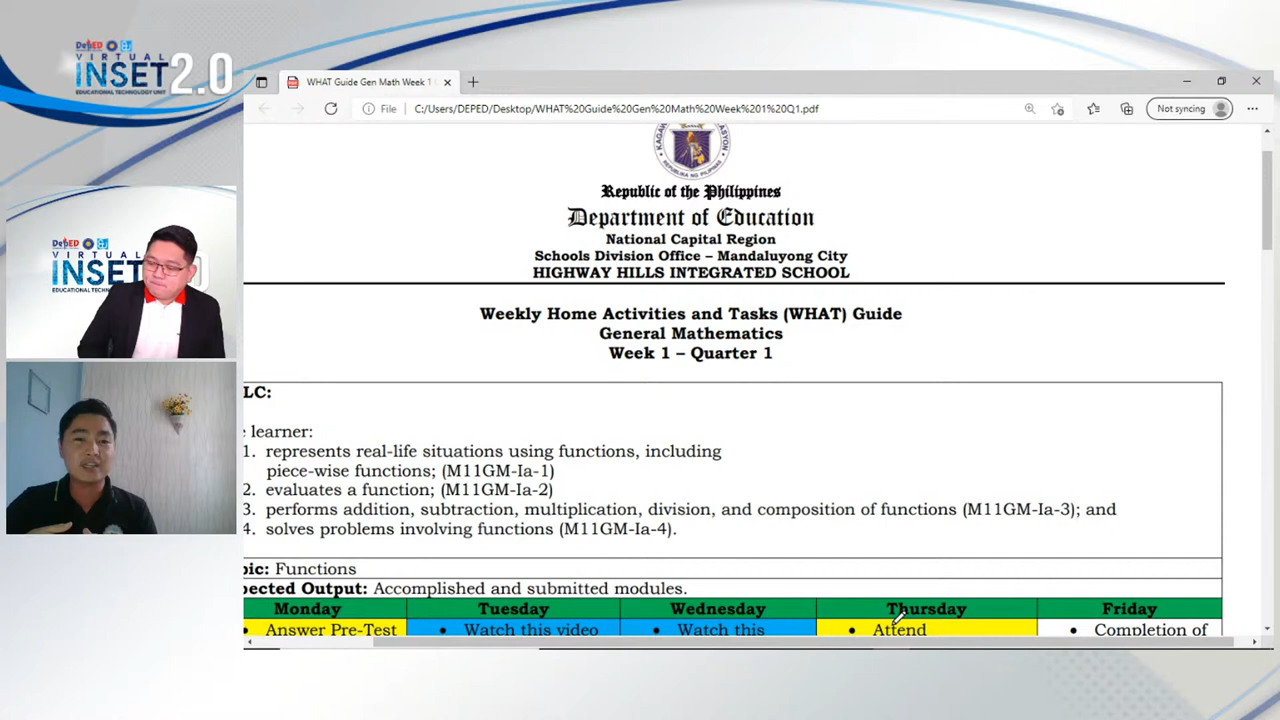 DepED
VIRTUAL
INSET 2.0
EDUCATIONAL TECHNOLOGY UNIT
WHAT Guide Gen Math Week 1
File
C:/Users/DEPED/Desktop/WHAT%20Guide%20Gen%20Math%20Week%201%20Q1.pdf
Not syncing
Republic of the Philippines
Department of Education
National Capital Region
Schools Division Office – Mandaluyong City
HIGHWAY HILLS INTEGRATED SCHOOL
Weekly Home Activities and Tasks (WHAT) Guide
General Mathematics
Week 1 – Quarter 1
LC:
e learner:
1. represents real-life situations using functions, including
piece-wise functions; (M11GM-Ia-1)
2. evaluates a function; (M11GM-Ia-2)
3. performs addition, subtraction, multiplication, division, and composition of functions (M11GM-Ia-3); and
4. solves problems involving functions (M11GM-Ia-4).
pic: Functions
pected Output: Accomplished and submitted modules.
Monday Tuesday Wednesday Thursday Friday
• Answer Pre-Test • Watch this video • Watch this • Attend • Completion of
DepED
VIRTUAL
INSET
EDUCATIONAL TECHN